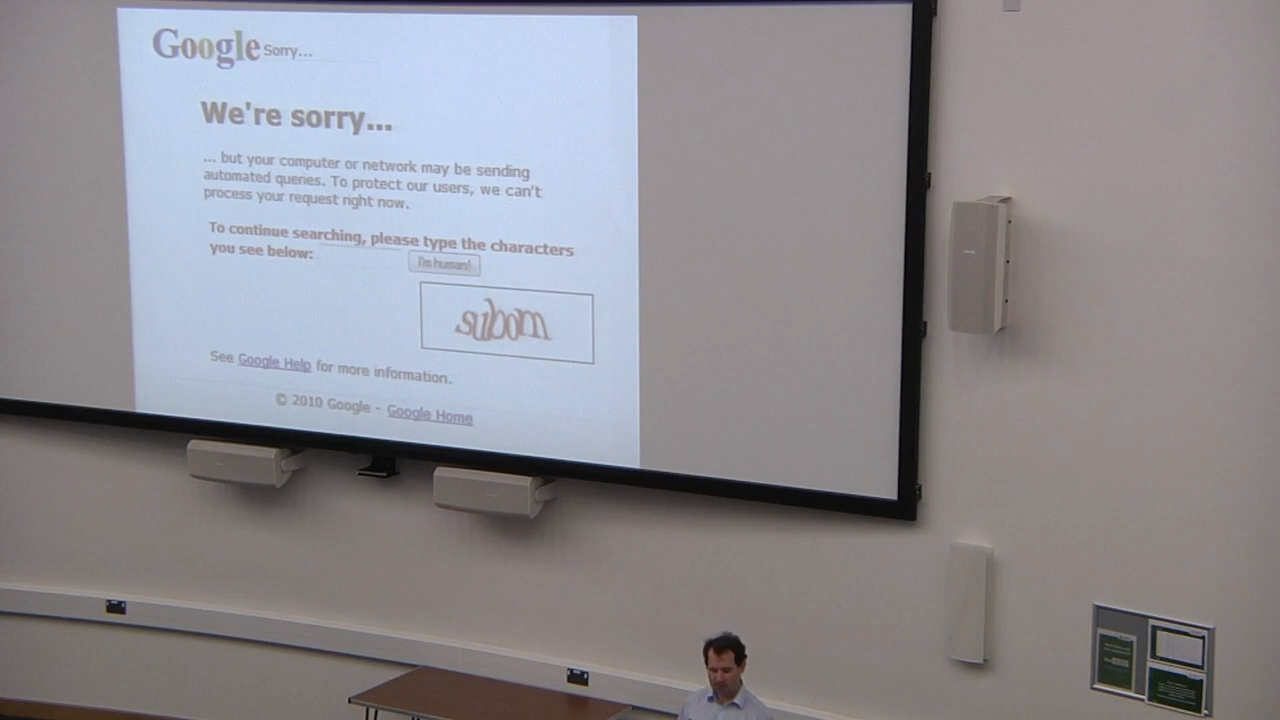 Google Sorry...
We're sorry...
... but your computer or network may be sending
automated queries. To protect our users, we can't
process your request right now.
To continue searching, please type the characters
you see below:
I'm human!
subom
See Google Help for more information.
© 2010 Google - Google Home